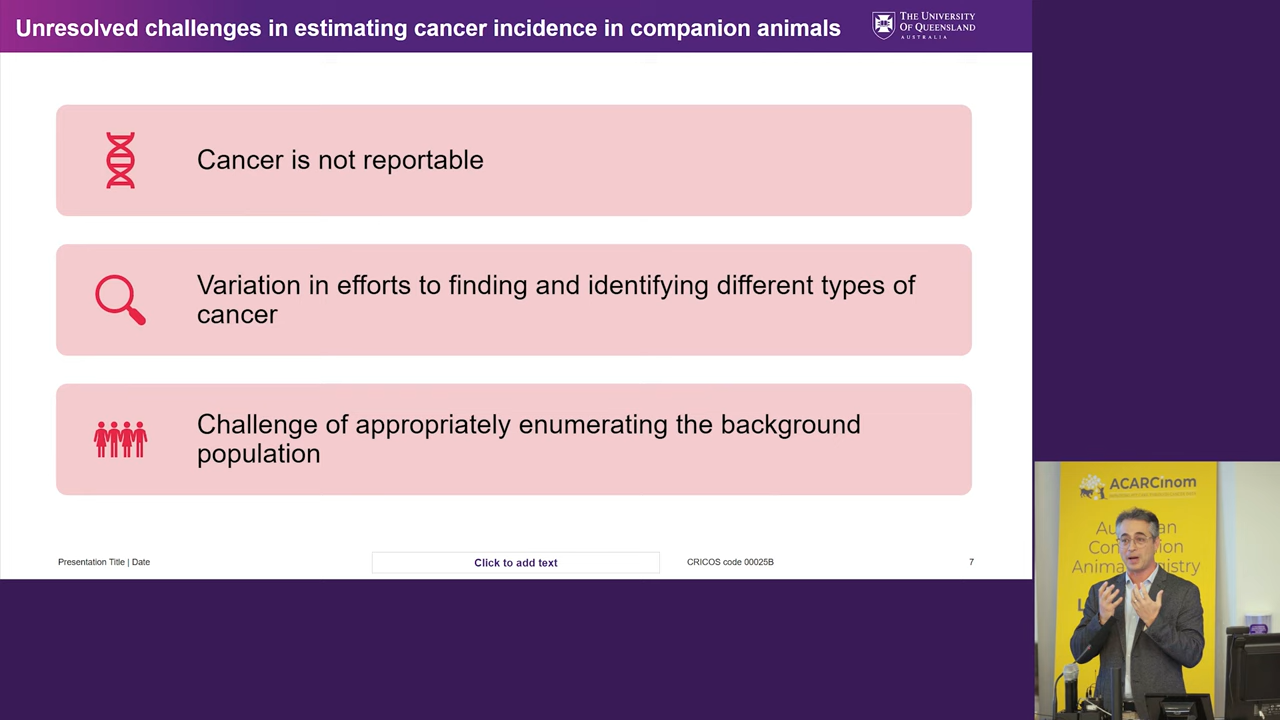 Unresolved challenges in estimating cancer incidence in companion animals
THE UNIVERSITY
OF QUEENSLAND
AUSTRALIA
Cancer is not reportable
Variation in efforts to finding and identifying different types of
cancer
Challenge of appropriately enumerating the background
population
Presentation Title | Date
Click to add text
CRICOS code 00025B
7
ACARCinom